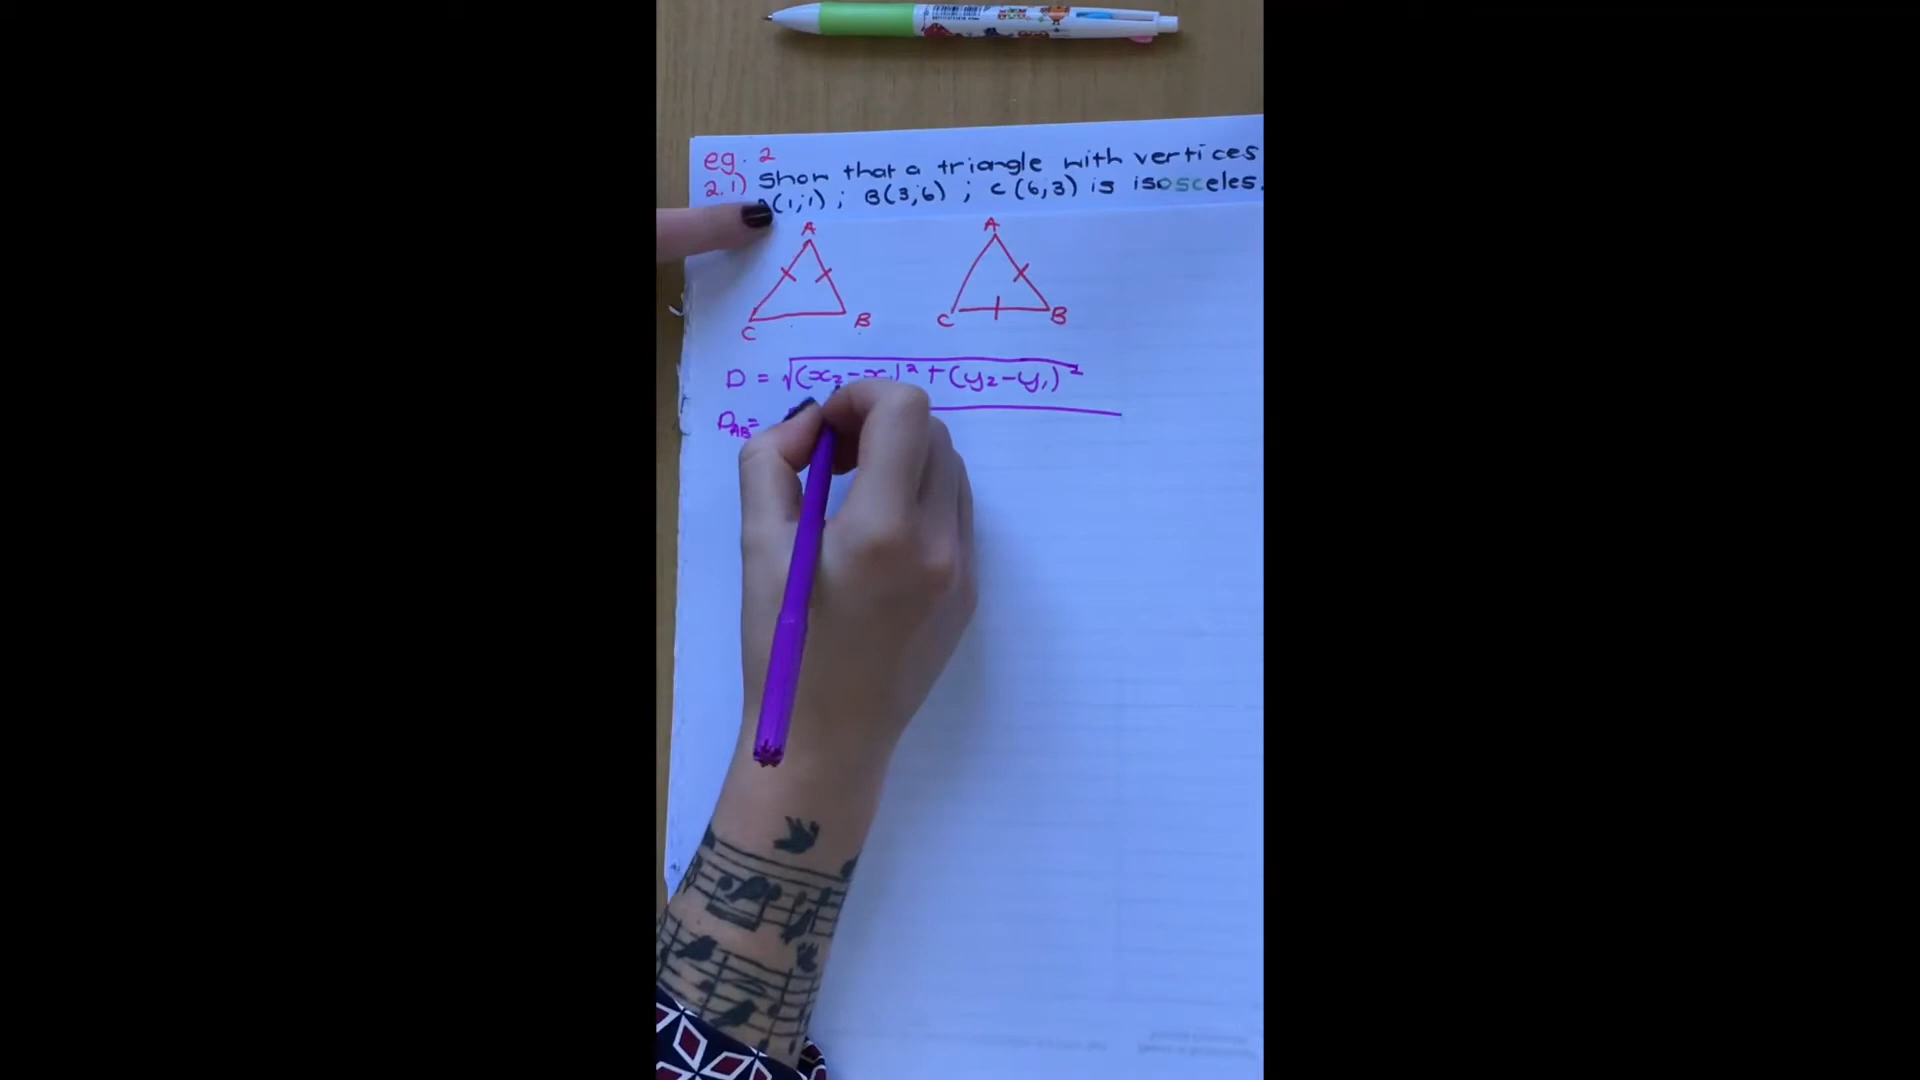 eg. 2
2.1) Show that a triangle with vertices
A(1;1) ; B(3;6) ; C(6;3) is isosceles.
A A
C B C B
D = √(x₂-x₁)² + (y₂-y₁)²
D_AB =